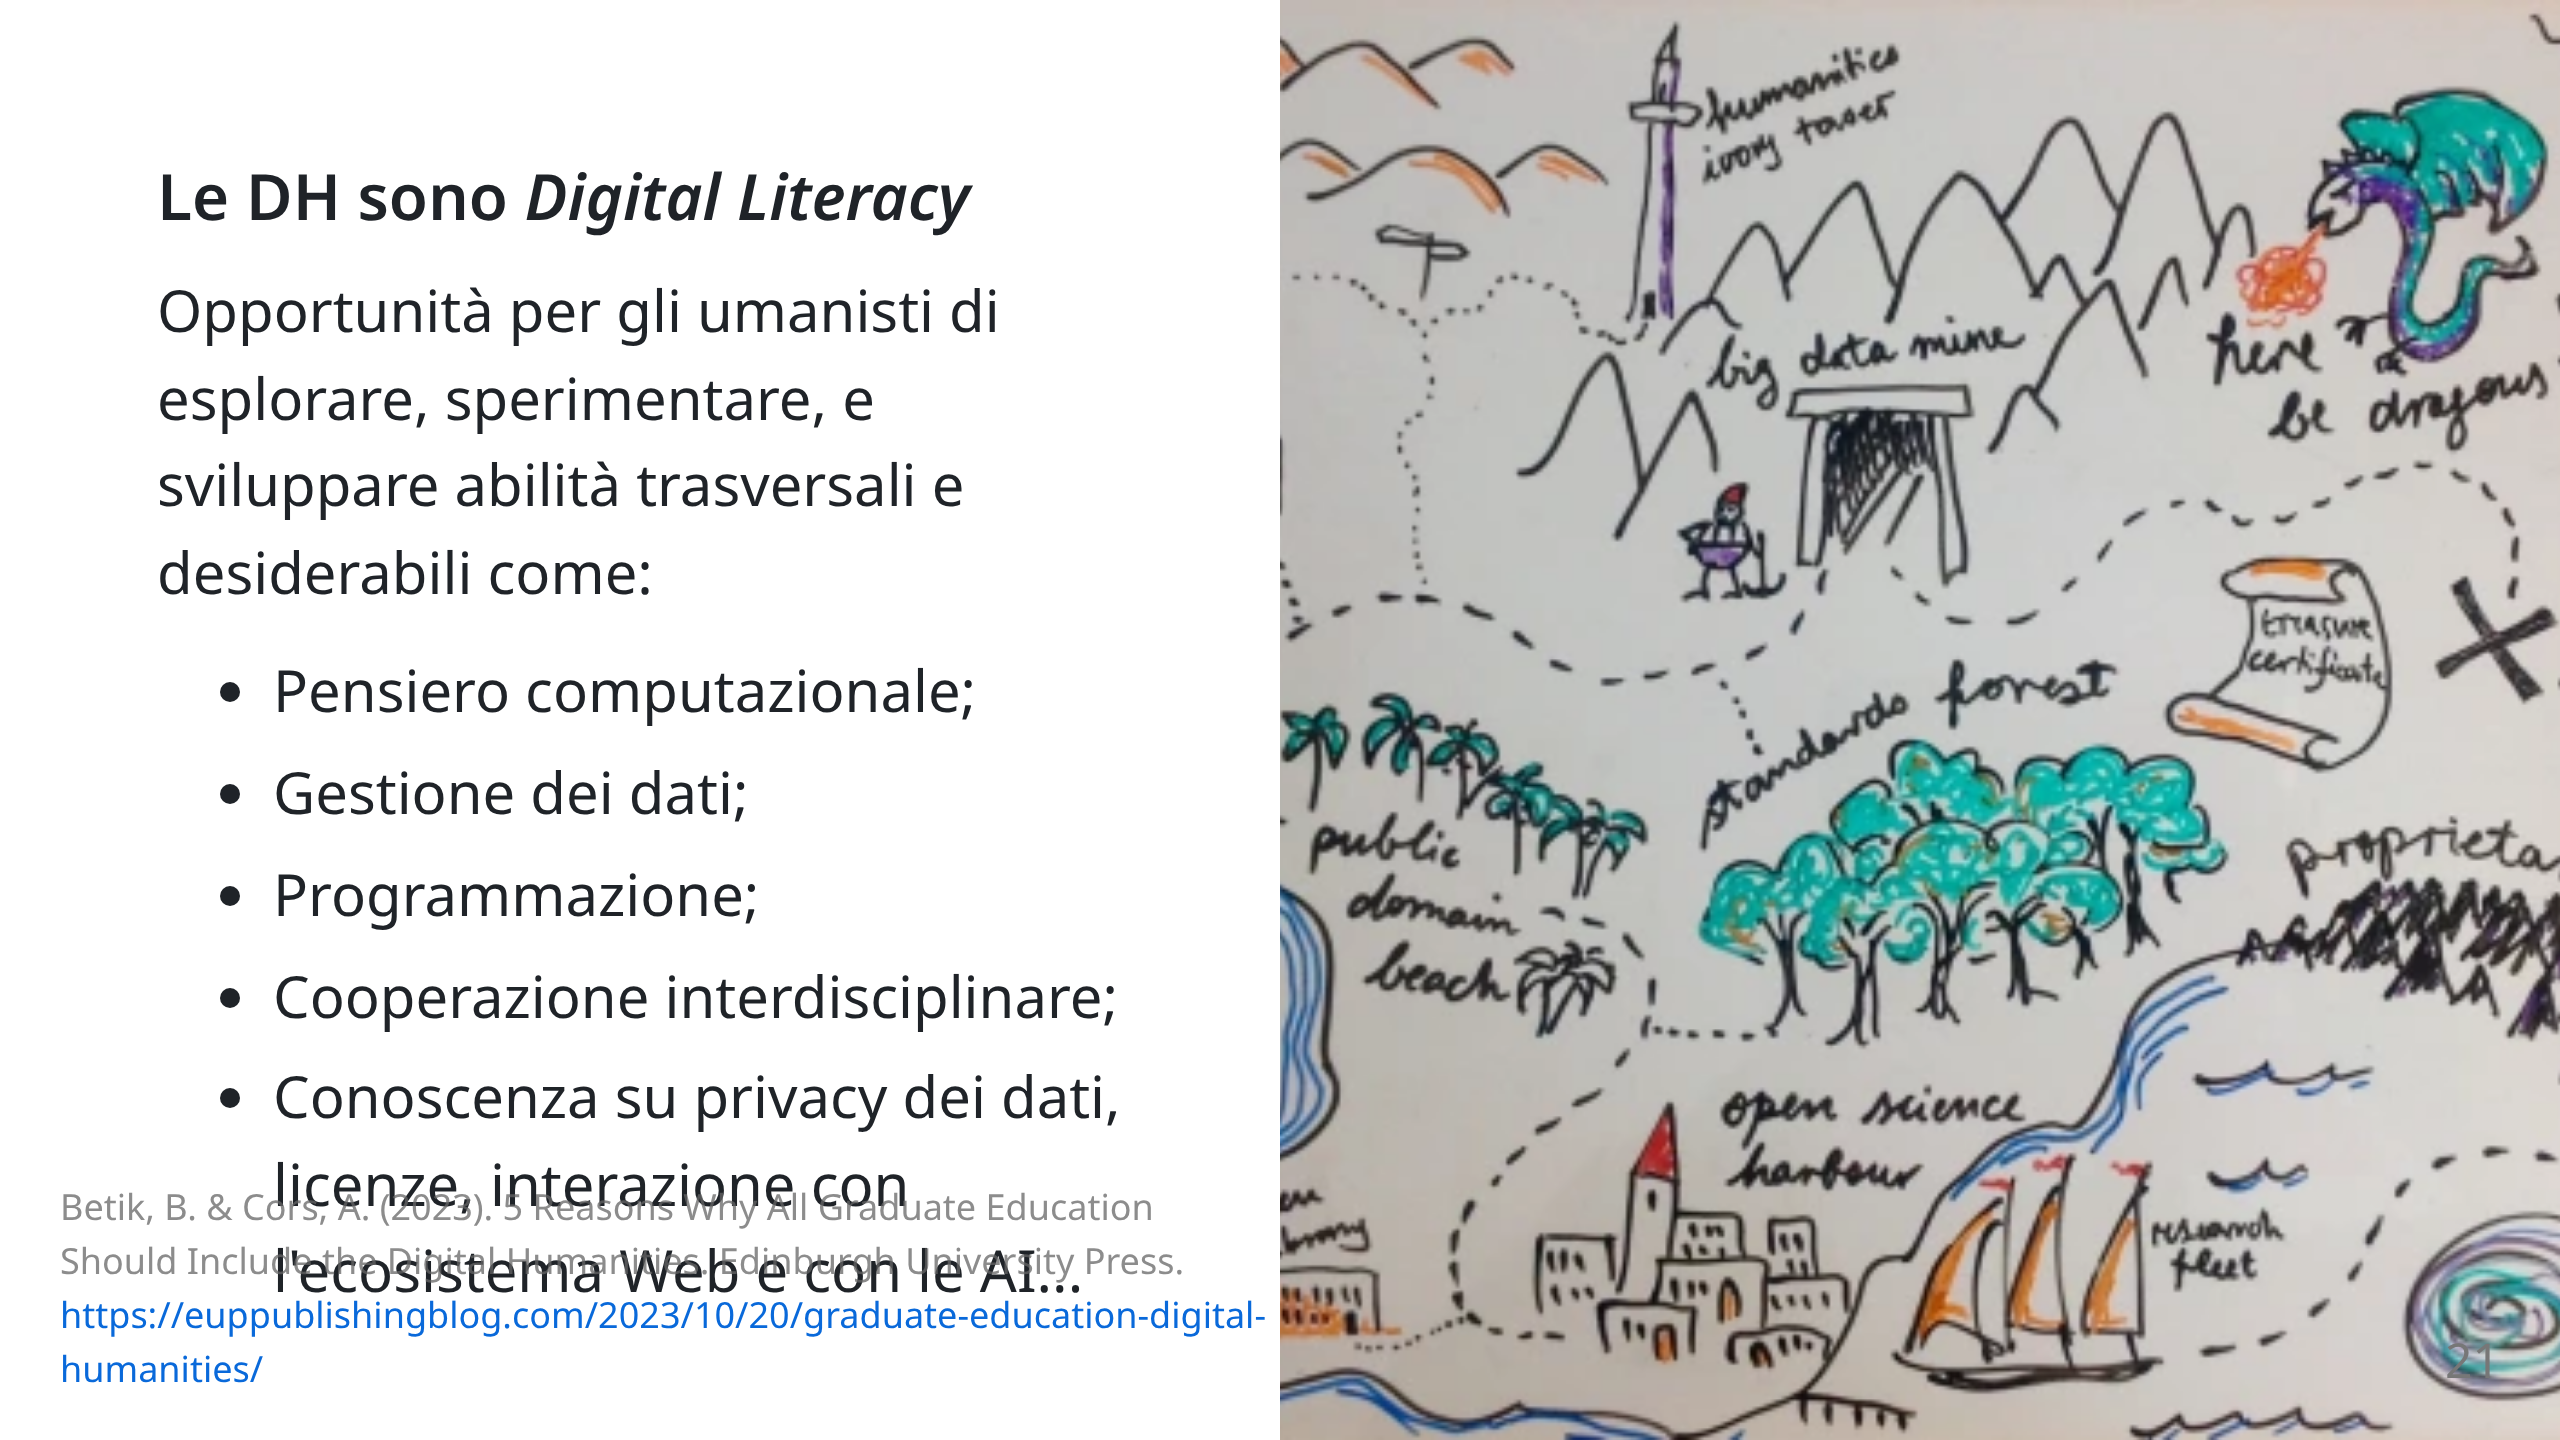 Le DH sono Digital Literacy
Opportunità per gli umanisti di
esplorare, sperimentare, e
sviluppare abilità trasversali e
desiderabili come:
Pensiero computazionale;
Gestione dei dati;
Programmazione;
Cooperazione interdisciplinare;
Conoscenza su privacy dei dati,
licenze, interazione con
l'ecosistema Web e con le AI...
Betik, B. & Cors, A. (2023). 5 Reasons Why All Graduate Education
Should Include the Digital Humanities. Edinburgh University Press.
https://euppublishingblog.com/2023/10/20/graduate-education-digital-
humanities/
humanities
ivory tower
big data mine
here
be dragons
treasure
certificate
standards forest
public
domain
beach
proprieta
open science
harbour
research
fleet
21